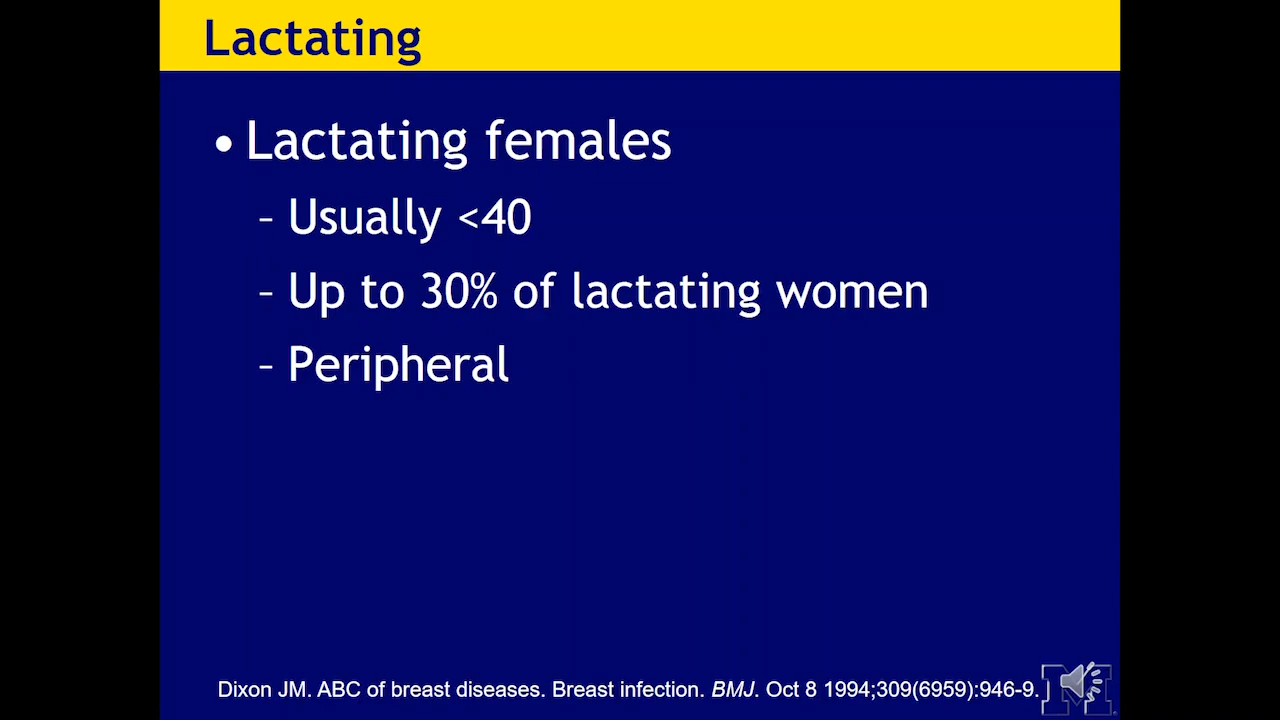 Lactating
• Lactating females
– Usually <40
– Up to 30% of lactating women
– Peripheral
Dixon JM. ABC of breast diseases. Breast infection. BMJ. Oct 8 1994;309(6959):946-9.
M